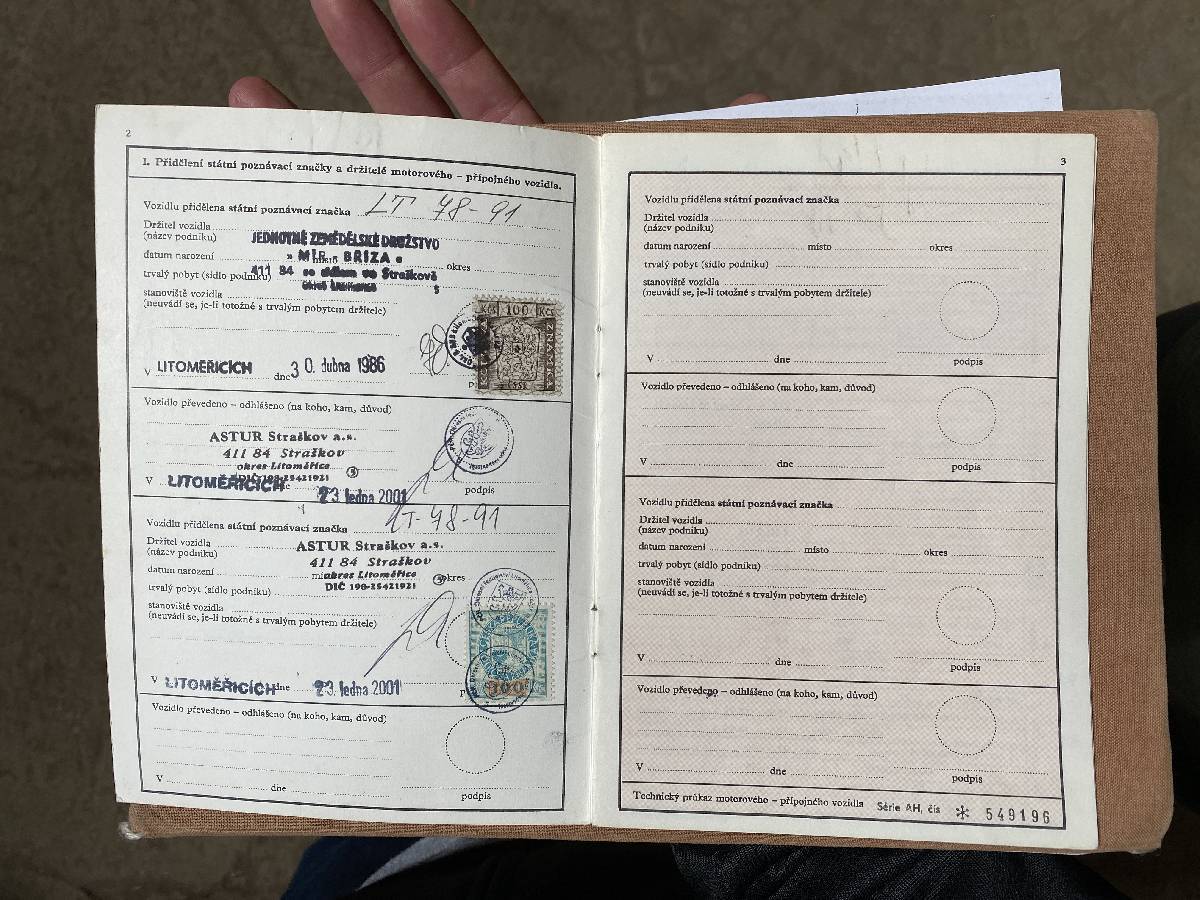 2
I. Přidělení státní poznávací značky a držitelé motorového – přípojného vozidla.
Vozidlu přidělena státní poznávací značka LT 48-91
Držitel vozidla
(název podniku) JEDNOTNÉ ZEMĚDĚLSKÉ DRUŽSTVO
datum narození » MÍR « BŘÍZA okres
trvalý pobyt (sídlo podniku) 411 84 se sídlem ve Straškově
stanoviště vozidla
(neuvádí se, je-li totožné s trvalým pobytem držitele)
Kčs 100 Kčs
V LITOMĚŘICÍCH dne 30. dubna 1986
Vozidlo převedeno – odhlášeno (na koho, kam, důvod)
ASTUR Straškov a.s.
411 84 Straškov
okres Litoměřice
DIČ 196-25421921
V LITOMĚŘICÍCH 23. ledna 2001 podpis
Vozidlu přidělena státní poznávací značka LT-48-91
Držitel vozidla ASTUR Straškov a.s.
(název podniku) 411 84 Straškov
datum narození okres Litoměřice okres
trvalý pobyt (sídlo podniku) DIČ 196-25421921
stanoviště vozidla
(neuvádí se, je-li totožné s trvalým pobytem držitele)
100
V LITOMĚŘICÍCH dne 23. ledna 2001
Vozidlo převedeno – odhlášeno (na koho, kam, důvod)
V dne podpis
3
Vozidlu přidělena státní poznávací značka
Držitel vozidla
(název podniku)
datum narození místo okres
trvalý pobyt (sídlo podniku)
stanoviště vozidla
(neuvádí se, je-li totožné s trvalým pobytem držitele)
V dne podpis
Vozidlo převedeno – odhlášeno (na koho, kam, důvod)
V dne podpis
Vozidlu přidělena státní poznávací značka
Držitel vozidla
(název podniku)
datum narození místo okres
trvalý pobyt (sídlo podniku)
stanoviště vozidla
(neuvádí se, je-li totožné s trvalým pobytem držitele)
V dne podpis
Vozidlo převedeno – odhlášeno (na koho, kam, důvod)
V dne podpis
Technický průkaz motorového – přípojného vozidla Série AH, čís * 549196